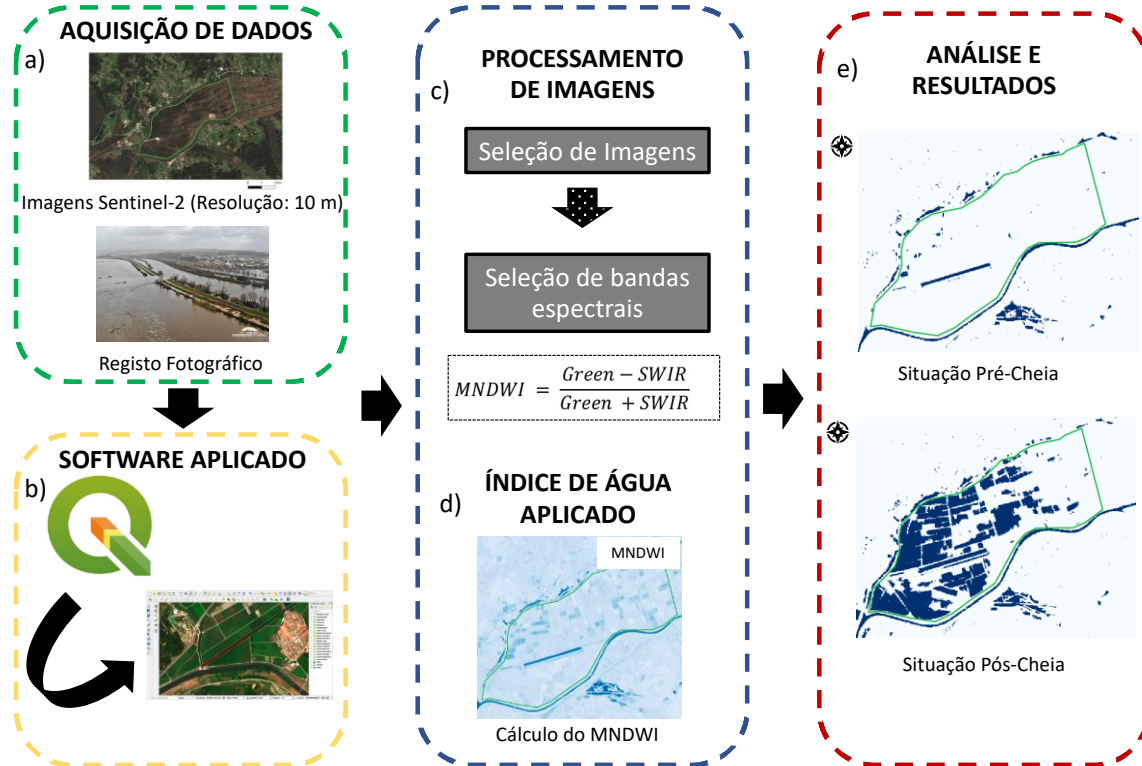 AQUISIÇÃO DE DADOS
a)
Imagens Sentinel-2 (Resolução: 10 m)
Registo Fotográfico
SOFTWARE APLICADO
b)
PROCESSAMENTO
DE IMAGENS
c)
Seleção de Imagens
Seleção de bandas
espectrais
MNDWI = (Green − SWIR) / (Green + SWIR)
ÍNDICE DE ÁGUA
APLICADO
d)
MNDWI
Cálculo do MNDWI
ANÁLISE E
RESULTADOS
e)
Situação Pré-Cheia
Situação Pós-Cheia